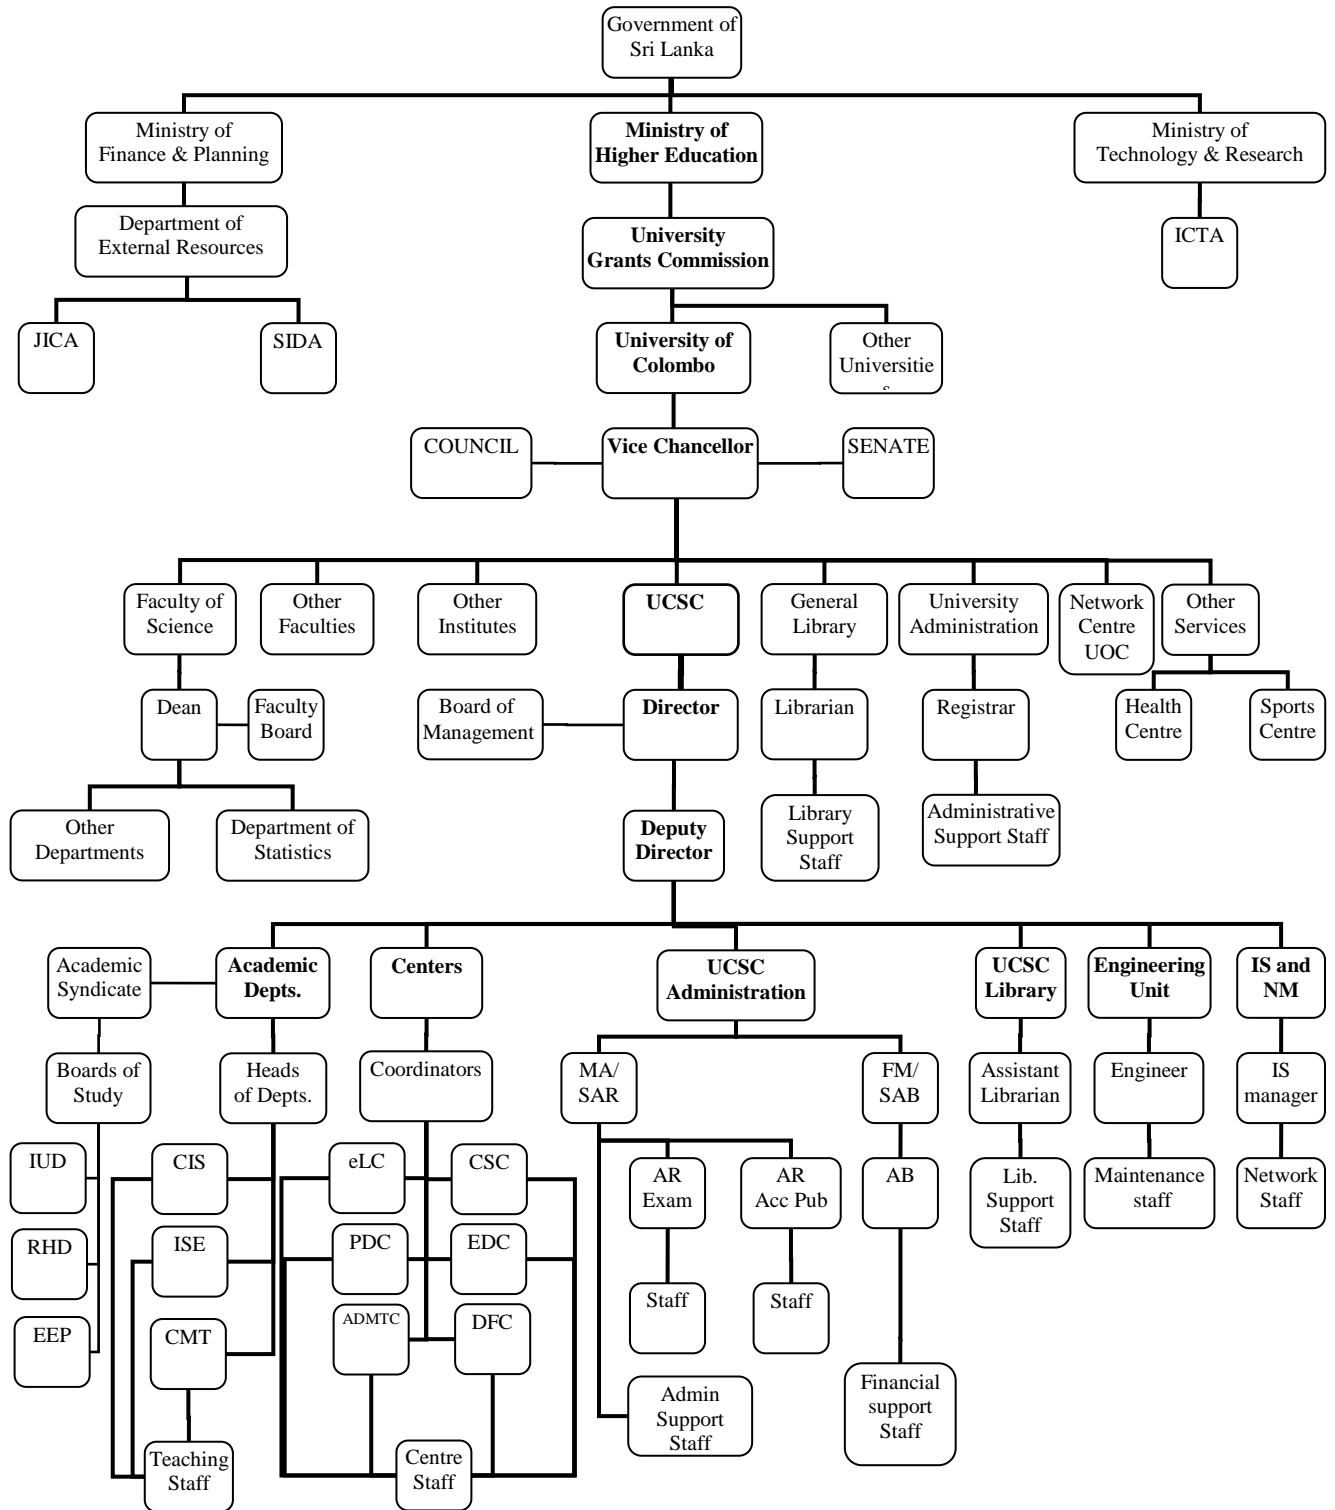 Government of
Sri Lanka
Ministry of
Finance & Planning
Ministry of
Higher Education
Ministry of
Technology & Research
Department of
External Resources
University
Grants Commission
ICTA
JICA
SIDA
University of
Colombo
Other
Universitie
s
COUNCIL
Vice Chancellor
SENATE
Faculty of
Science
Other
Faculties
Other
Institutes
UCSC
General
Library
University
Administration
Network
Centre
UOC
Other
Services
Dean
Faculty
Board
Board of
Management
Director
Librarian
Registrar
Health
Centre
Sports
Centre
Other
Departments
Department of
Statistics
Deputy
Director
Library
Support
Staff
Administrative
Support Staff
Academic
Syndicate
Academic
Depts.
Centers
UCSC
Administration
UCSC
Library
Engineering
Unit
IS and
NM
Boards of
Study
Heads
of Depts.
Coordinators
MA/
SAR
FM/
SAB
Assistant
Librarian
Engineer
IS
manager
IUD
CIS
eLC
CSC
AR
Exam
AR
Acc Pub
AB
Lib.
Support
Staff
Maintenance
staff
Network
Staff
RHD
ISE
PDC
EDC
Staff
Staff
EEP
CMT
ADMTC
DFC
Admin
Support
Staff
Financial
support
Staff
Teaching
Staff
Centre
Staff